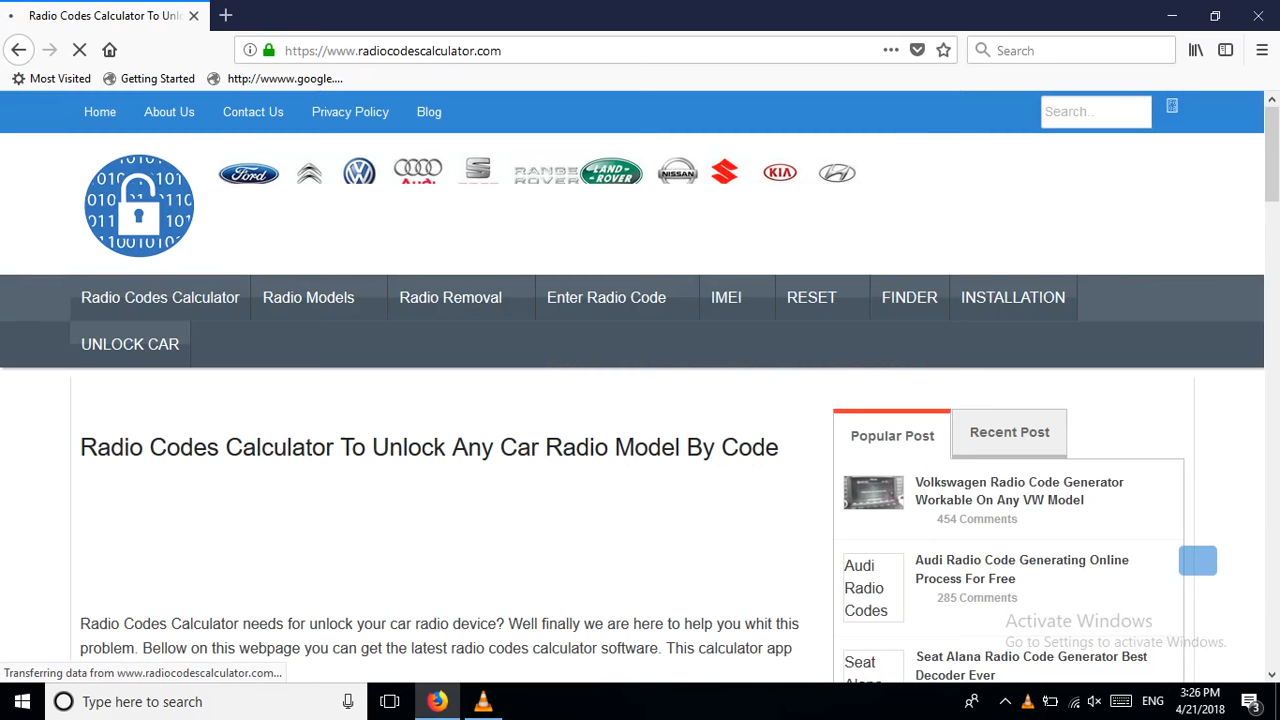 Radio Codes Calculator To Unlo
https://www.radiocodescalculator.com
Search
Most Visited
Getting Started
http://wwww.google....
Home
About Us
Contact Us
Privacy Policy
Blog
Search..
Ford
Audi
RANGE ROVER
LAND ROVER
NISSAN
KIA
Radio Codes Calculator
Radio Models
Radio Removal
Enter Radio Code
IMEI
RESET
FINDER
INSTALLATION
UNLOCK CAR
Radio Codes Calculator To Unlock Any Car Radio Model By Code
Radio Codes Calculator needs for unlock your car radio device? Well finally we are here to help you whit this
problem. Bellow on this webpage you can get the latest radio codes calculator software. This calculator app
Popular Post
Recent Post
Volkswagen Radio Code Generator
Workable On Any VW Model
454 Comments
Audi
Radio
Codes
Audi Radio Code Generating Online
Process For Free
285 Comments
Seat
Seat Alana Radio Code Generator Best
Decoder Ever
Activate Windows
Go to Settings to activate Windows.
Transferring data from www.radiocodescalculator.com...
Type here to search
ENG
3:26 PM
4/21/2018
3